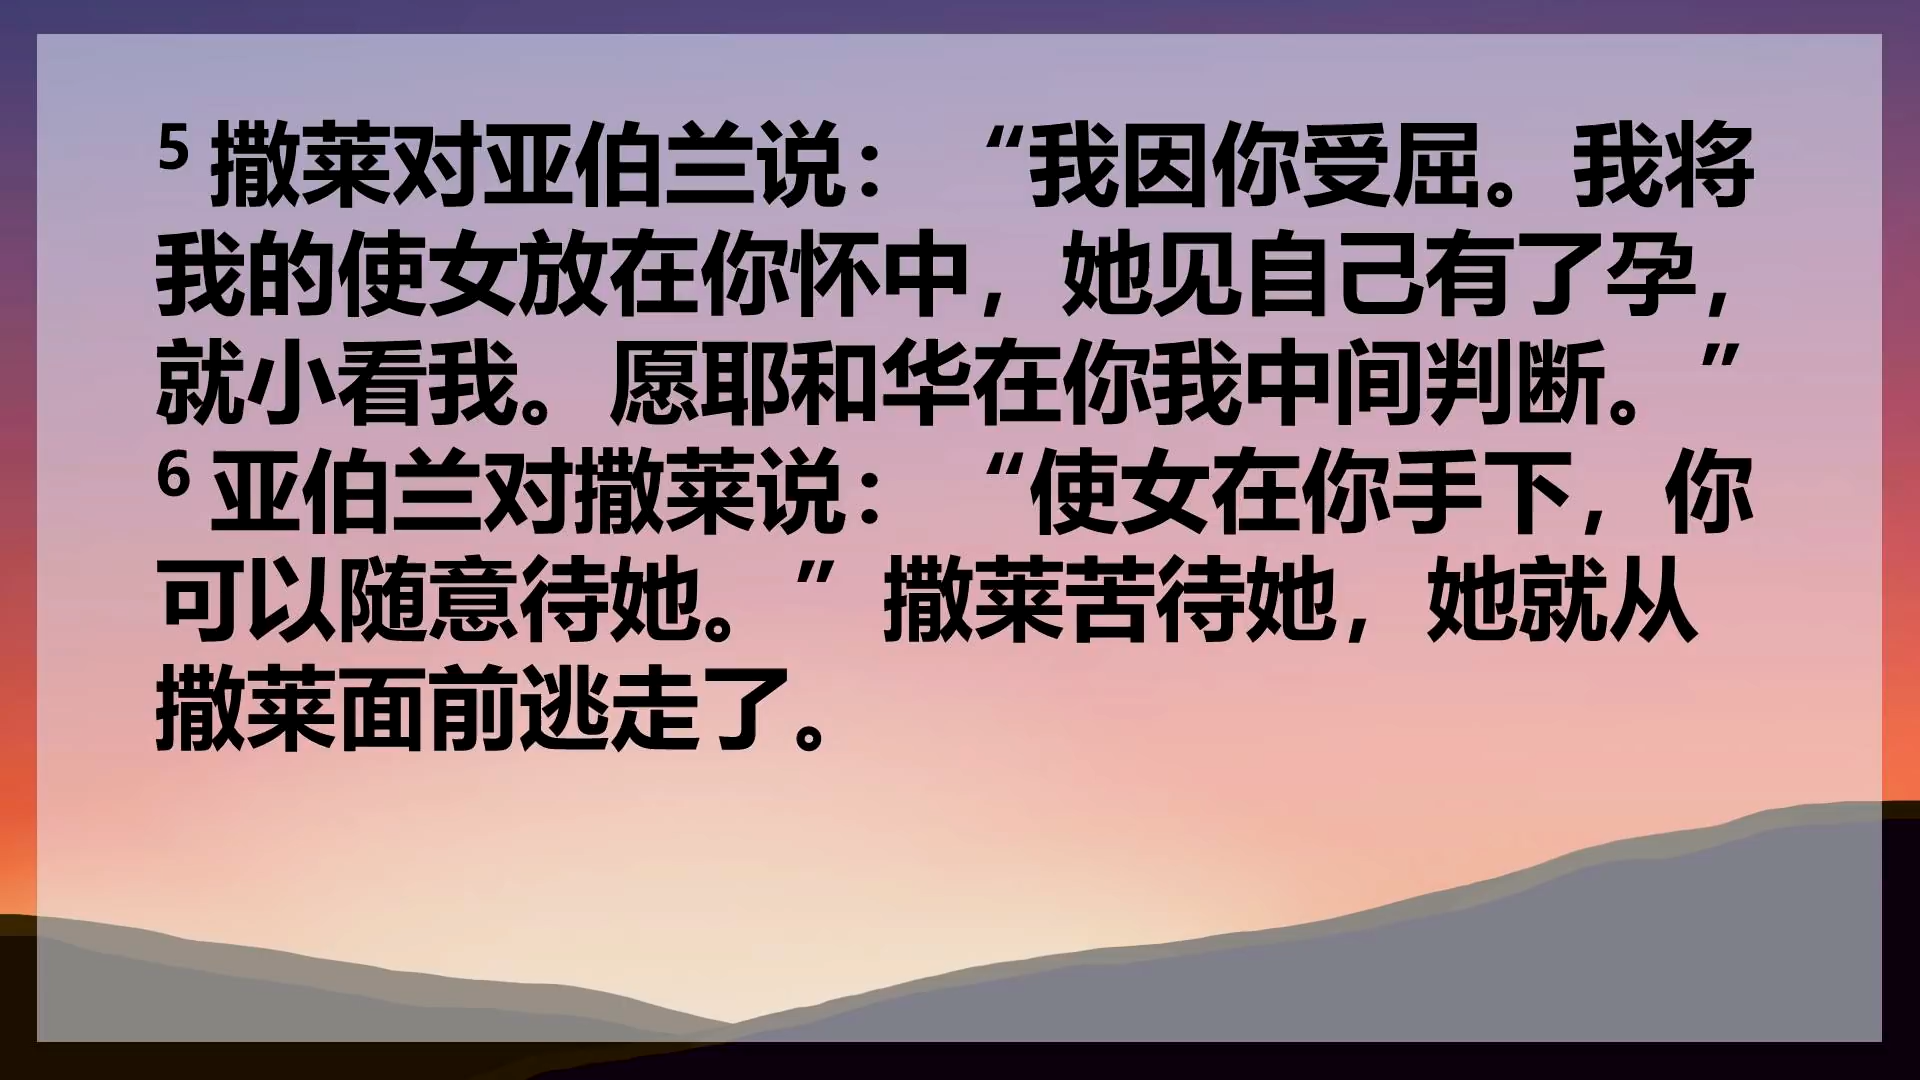 5 撒莱对亚伯兰说：“我因你受屈。我将
我的使女放在你怀中，她见自己有了孕，
就小看我。愿耶和华在你我中间判断。”
6 亚伯兰对撒莱说：“使女在你手下，你
可以随意待她。”撒莱苦待她，她就从
撒莱面前逃走了。